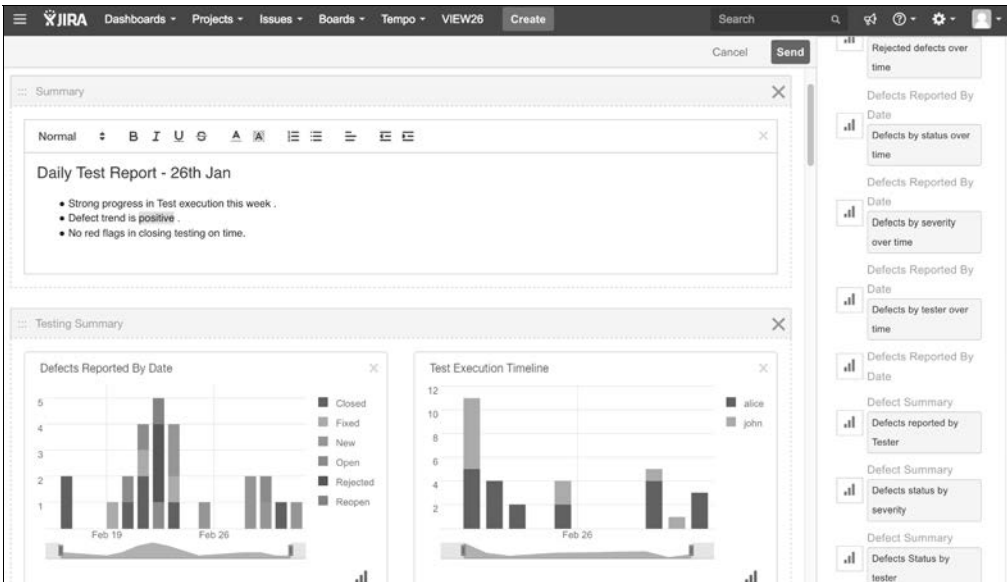 JIRA Dashboards Projects Issues Boards Tempo VIEW26 Create Search
Cancel Send
Summary
Normal B I U S A A
Daily Test Report - 26th Jan
Strong progress in Test execution this week .
Defect trend is positive .
No red flags in closing testing on time.
Testing Summary
Defects Reported By Date
5
4
3
2
1
Feb 19 Feb 26
Closed
Fixed
New
Open
Rejected
Reopen
Test Execution Timeline
12
10
8
6
4
2
Feb 26
alice
john
Rejected defects over
time
Defects Reported By
Date
Defects by status over
time
Defects Reported By
Date
Defects by severity
over time
Defects Reported By
Date
Defects by tester over
time
Defects Reported By
Date
Defect Summary
Defects reported by
Tester
Defect Summary
Defects status by
severity
Defect Summary
Defects Status by
tester